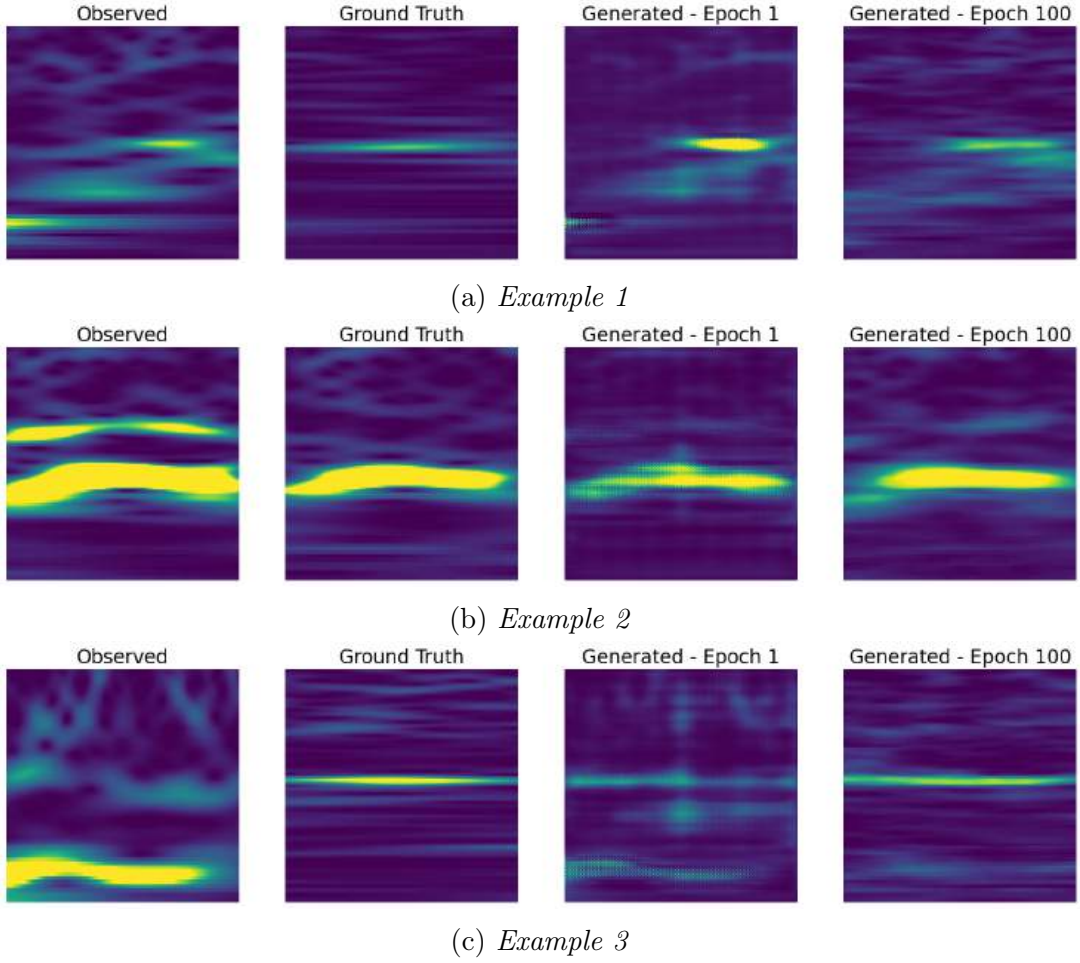 Observed Ground Truth Generated - Epoch 1 Generated - Epoch 100
(a) Example 1
Observed Ground Truth Generated - Epoch 1 Generated - Epoch 100
(b) Example 2
Observed Ground Truth Generated - Epoch 1 Generated - Epoch 100
(c) Example 3